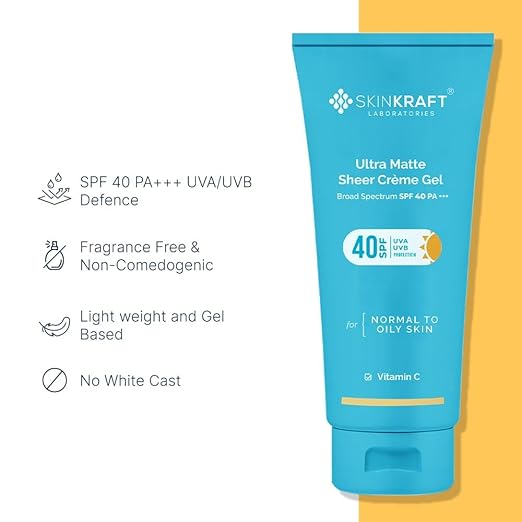 SPF 40 PA+++ UVA/UVB
Defence
Fragrance Free &
Non-Comedogenic
Light weight and Gel
Based
No White Cast
SKINKRAFT®
LABORATORIES
Ultra Matte
Sheer Crème Gel
Broad Spectrum SPF 40 PA +++
40 SPF
UVA
UVB
PROTECTION
for
NORMAL TO
OILY SKIN
Vitamin C